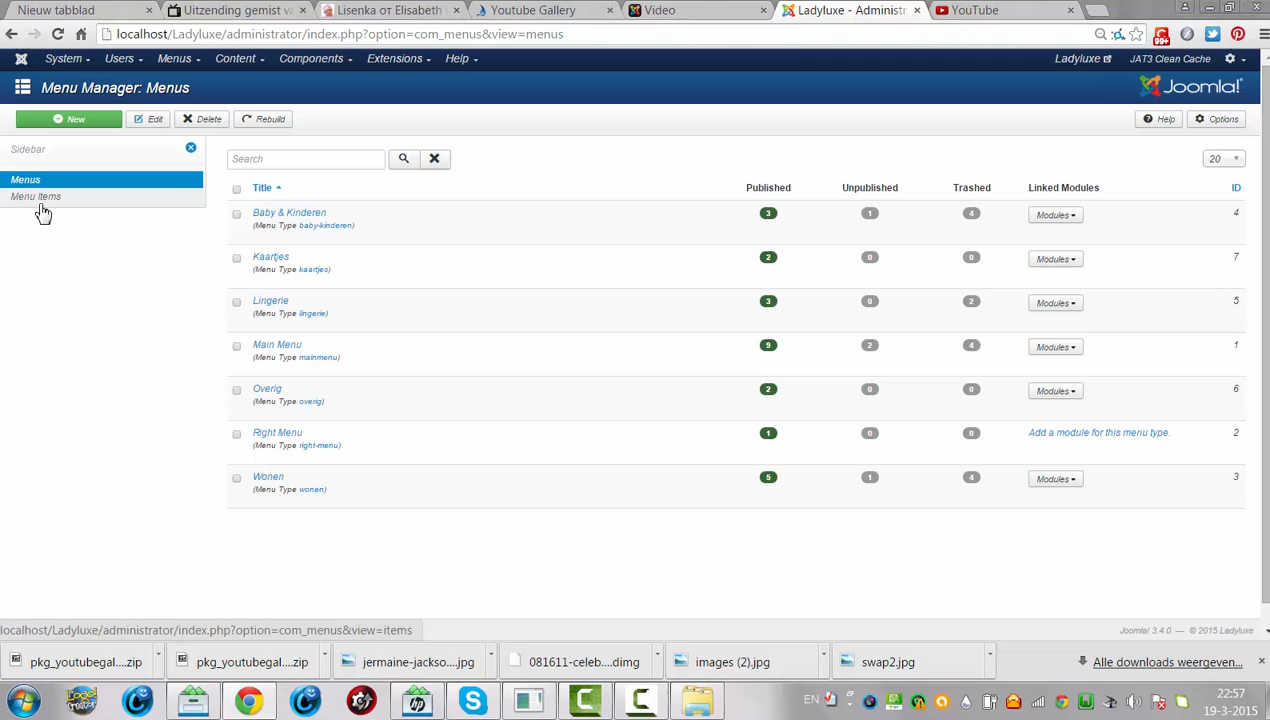 Nieuw tabblad
Uitzending gemist va
Lisenka от Elisabeth
Youtube Gallery
Video
Ladyluxe - Administra
YouTube
localhost/Ladyluxe/administrator/index.php?option=com_menus&view=menus
99+
System Users Menus Content Components Extensions Help
Ladyluxe
JAT3 Clean Cache
Menu Manager: Menus
Joomla!®
New
Edit
Delete
Rebuild
Help
Options
Sidebar
Menus
Menu Items
Search
20
Title Published Unpublished Trashed Linked Modules ID
Baby & Kinderen 3 1 4 Modules 4
(Menu Type baby-kinderen)
Kaartjes 2 0 0 Modules 7
(Menu Type kaartjes)
Lingerie 3 0 2 Modules 5
(Menu Type lingerie)
Main Menu 9 2 4 Modules 1
(Menu Type mainmenu)
Overig 2 0 0 Modules 6
(Menu Type overig)
Right Menu 1 0 0 Add a module for this menu type. 2
(Menu Type right-menu)
Wonen 5 1 4 Modules 3
(Menu Type wonen)
localhost/Ladyluxe/administrator/index.php?option=com_menus&view=items
Joomla! 3.4.0 — © 2015 Ladyluxe
pkg_youtubegal....zip
pkg_youtubegal....zip
jermaine-jackso....jpg
081611-celeb....dimg
images (2).jpg
swap2.jpg
Alle downloads weergeven...
EN
22:57
19-3-2015